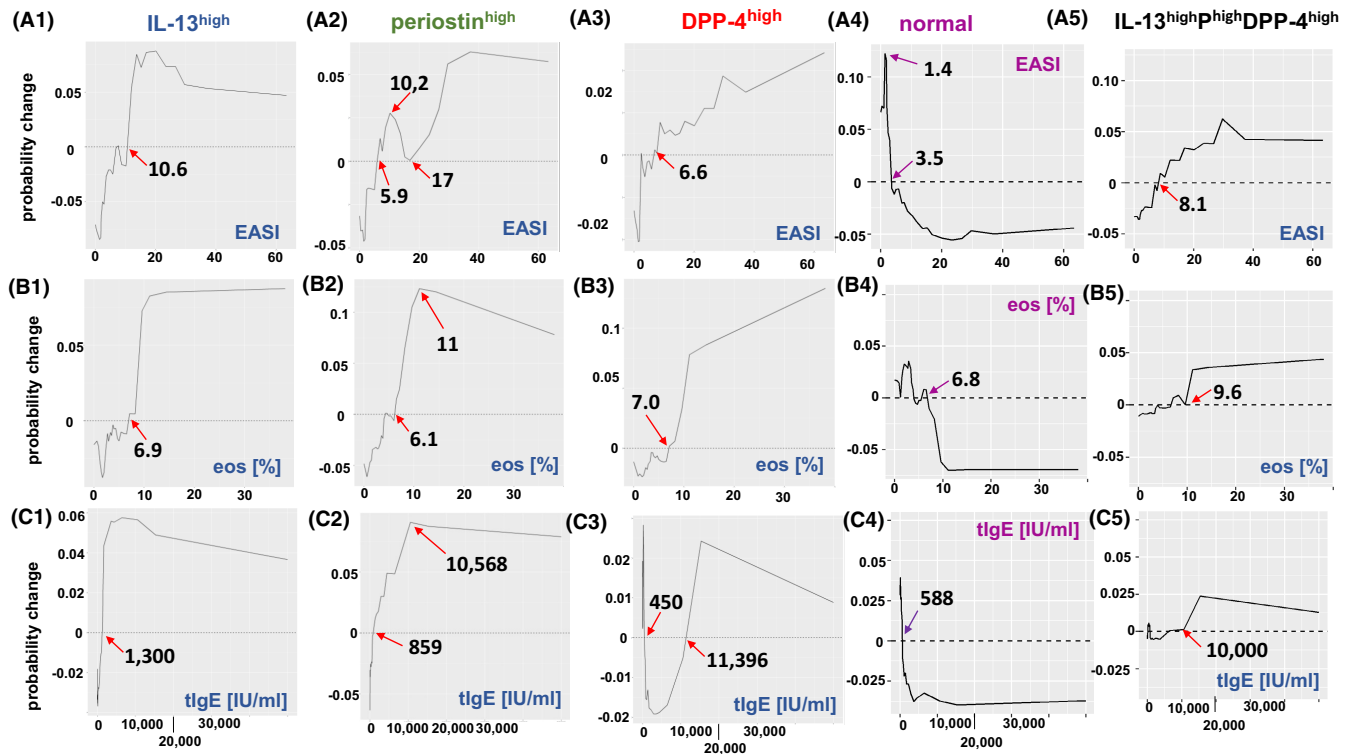 (A1) IL-13high (A2) periostinhigh (A3) DPP-4high (A4) normal (A5) IL-13highPhighDPP-4high
probability change
0.05
0
-0.05
10.6
EASI
0 20 40 60
0.05
0
-0.05
10,2
5.9
17
EASI
0 20 40 60
0.02
0
-0.02
6.6
EASI
0 20 40 60
0.10
0.05
0
-0.05
1.4
3.5
EASI
0 20 40 60
0.10
0.05
0
-0.05
8.1
EASI
0 20 40 60
(B1) (B2) (B3) (B4) (B5)
probability change
0.05
0
6.9
eos [%]
0 10 20 30
0.1
0.05
0
-0.05
11
6.1
eos [%]
0 10 20 30
0.1
0.05
0
7.0
eos [%]
0 10 20 30
0.05
0
-0.05
6.8
eos [%]
0 10 20 30
0.05
0
-0.05
9.6
eos [%]
0 10 20 30
(C1) (C2) (C3) (C4) (C5)
probability change
0.06
0.04
0.02
0
-0.02
1,300
tIgE [IU/ml]
0 10,000 30,000
20,000
0.05
0
-0.05
10,568
859
tIgE [IU/ml]
0 10,000 20,000 30,000
0.02
0.01
0
-0.01
-0.02
450
11,396
tIgE [IU/ml]
0 10,000 30,000
20,000
0.05
0.025
0
-0.025
588
tIgE [IU/ml]
0 10,000 30,000
20,000
0.05
0.025
0
-0.025
10,000
tIgE [IU/ml]
0 10,000 30,000
20,000